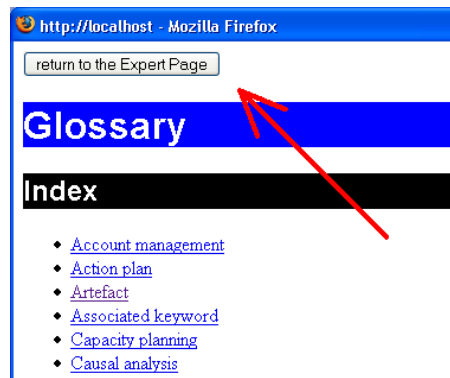 http://localhost - Mozilla Firefox
return to the Expert Page
Glossary
Index
Account management
Action plan
Artefact
Associated keyword
Capacity planning
Causal analysis